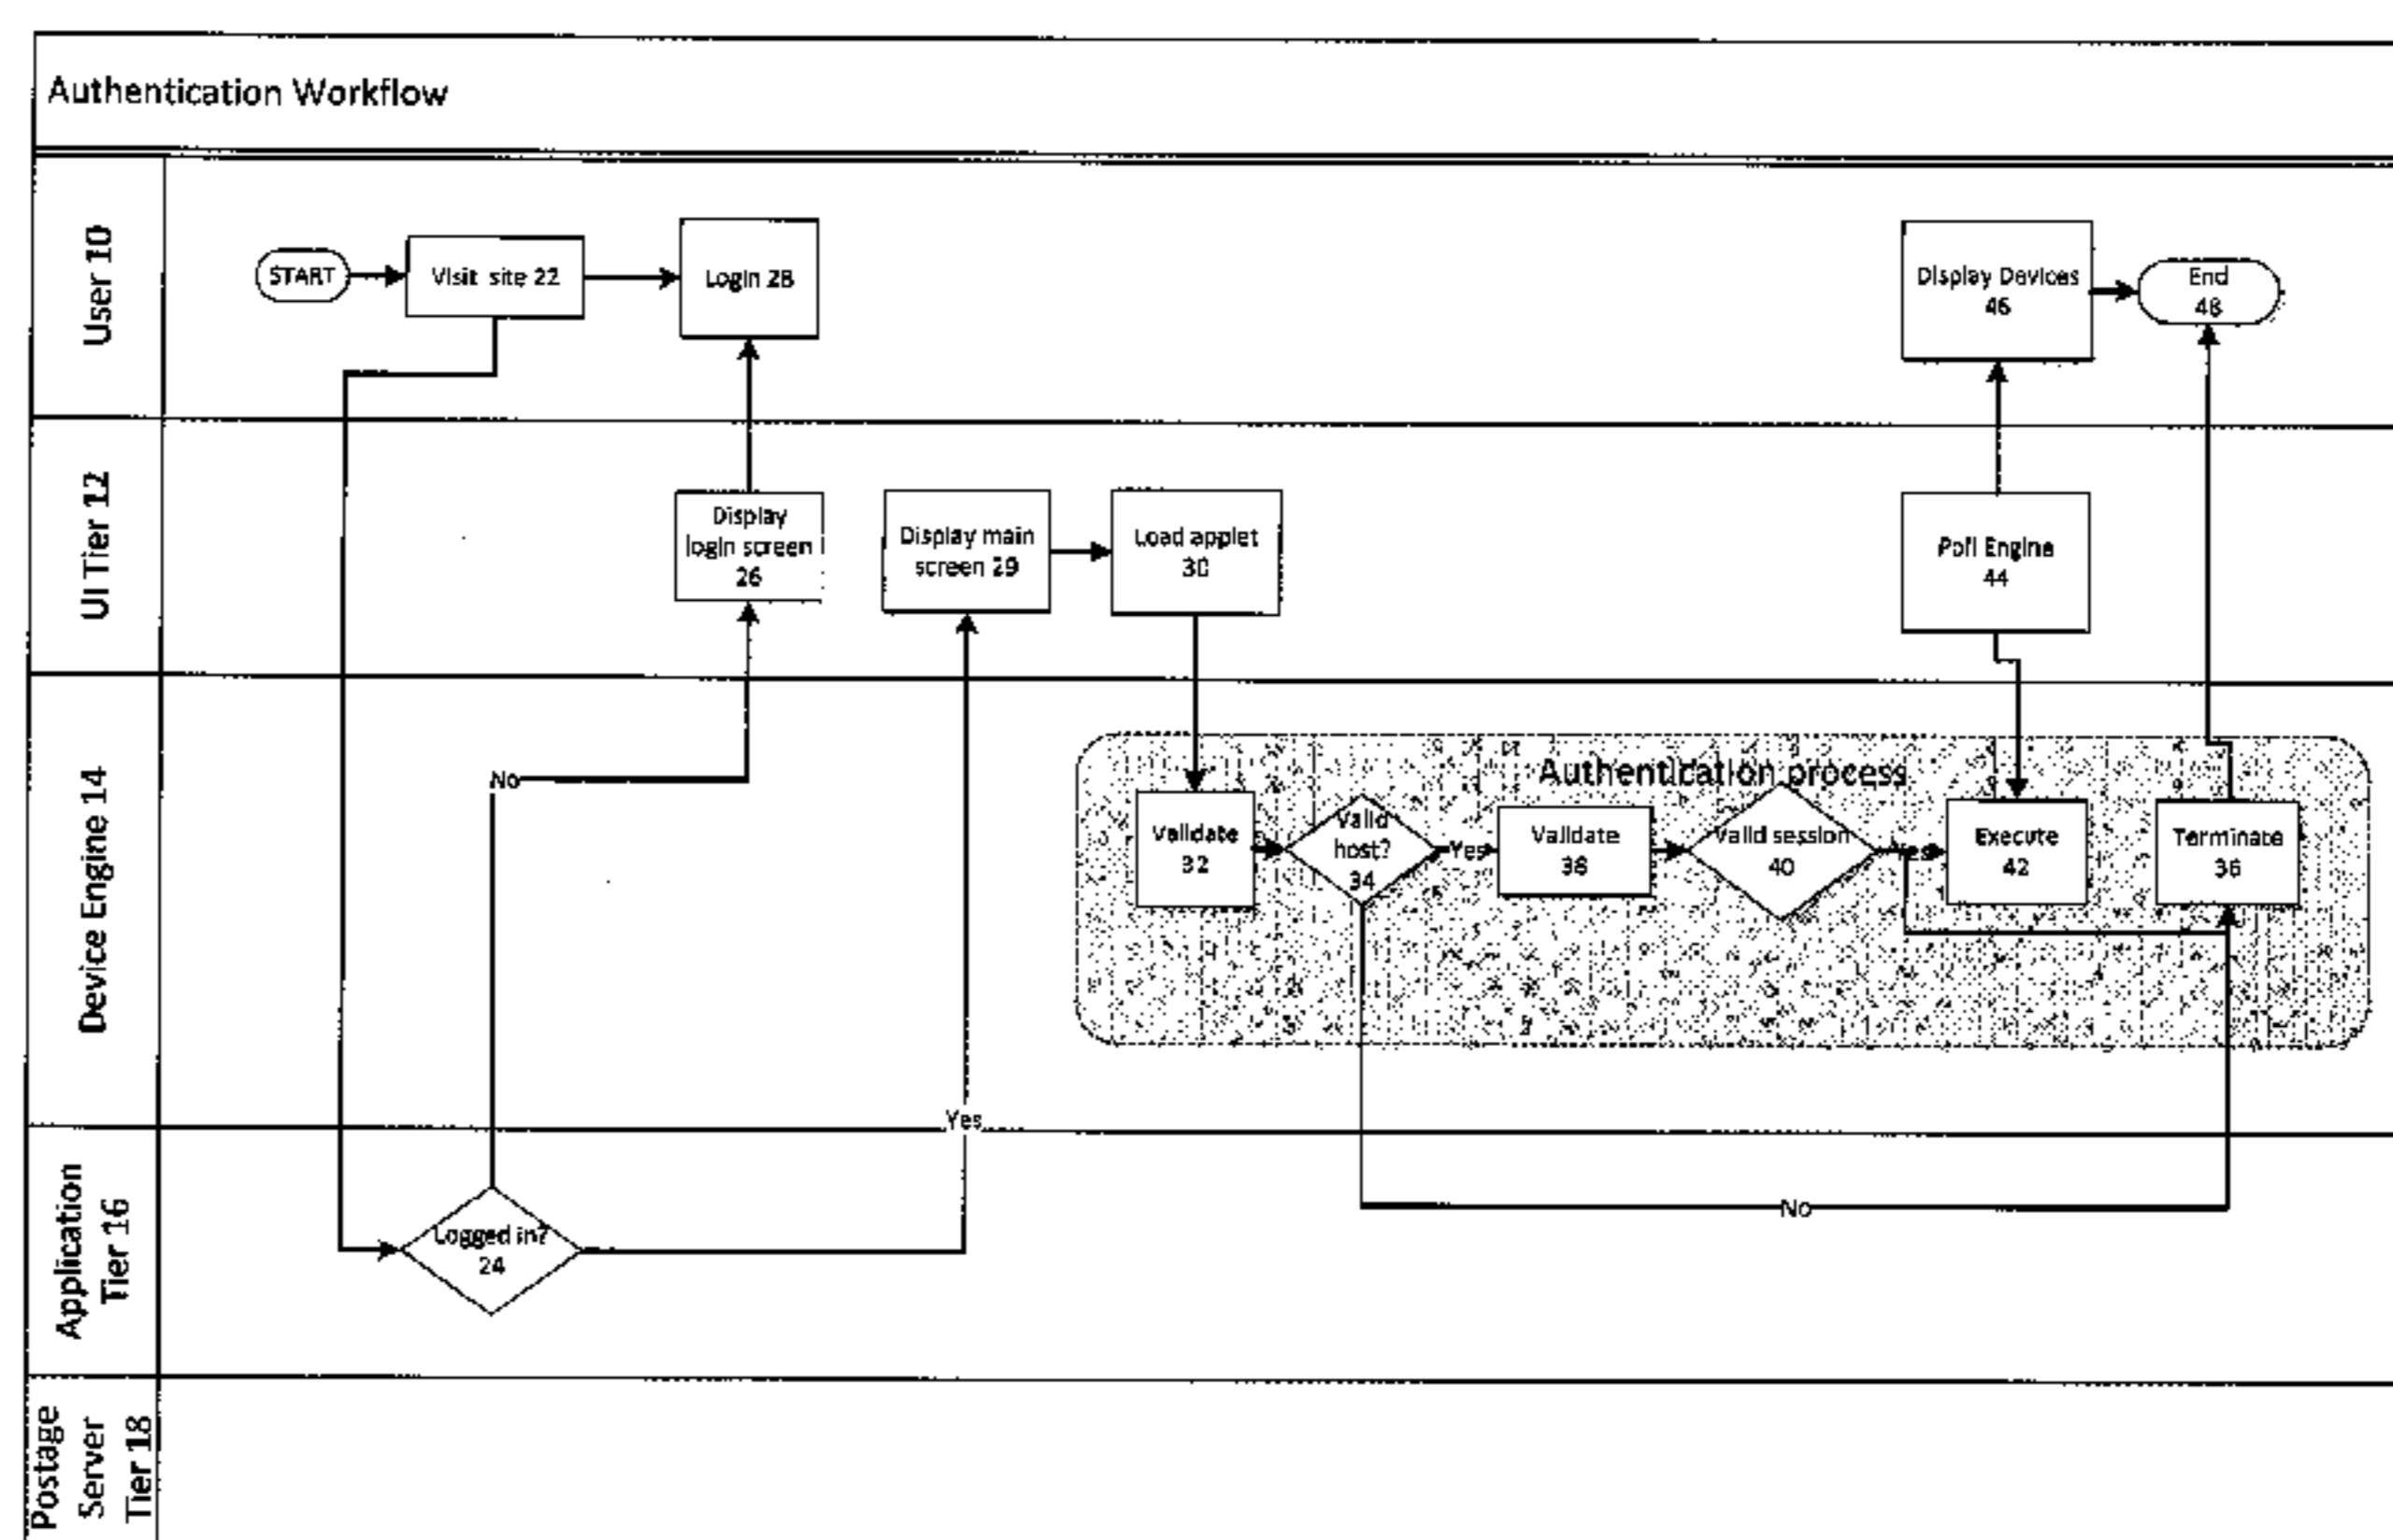 Authentication Workflow
User 10
START
Visit site 22
Login 28
Display Devices
46
End
48
UI Tier 12
Display
login screen
26
Display main
screen 29
Load applet
30
Poll Engine
44
Device Engine 14
No
Authentication process
Validate
32
Valid
host?
34
Yes
Validate
38
Valid session
40
Yes
Execute
42
Terminate
36
Yes
Application
Tier 16
Logged in?
24
No
Postage
Server
Tier 18